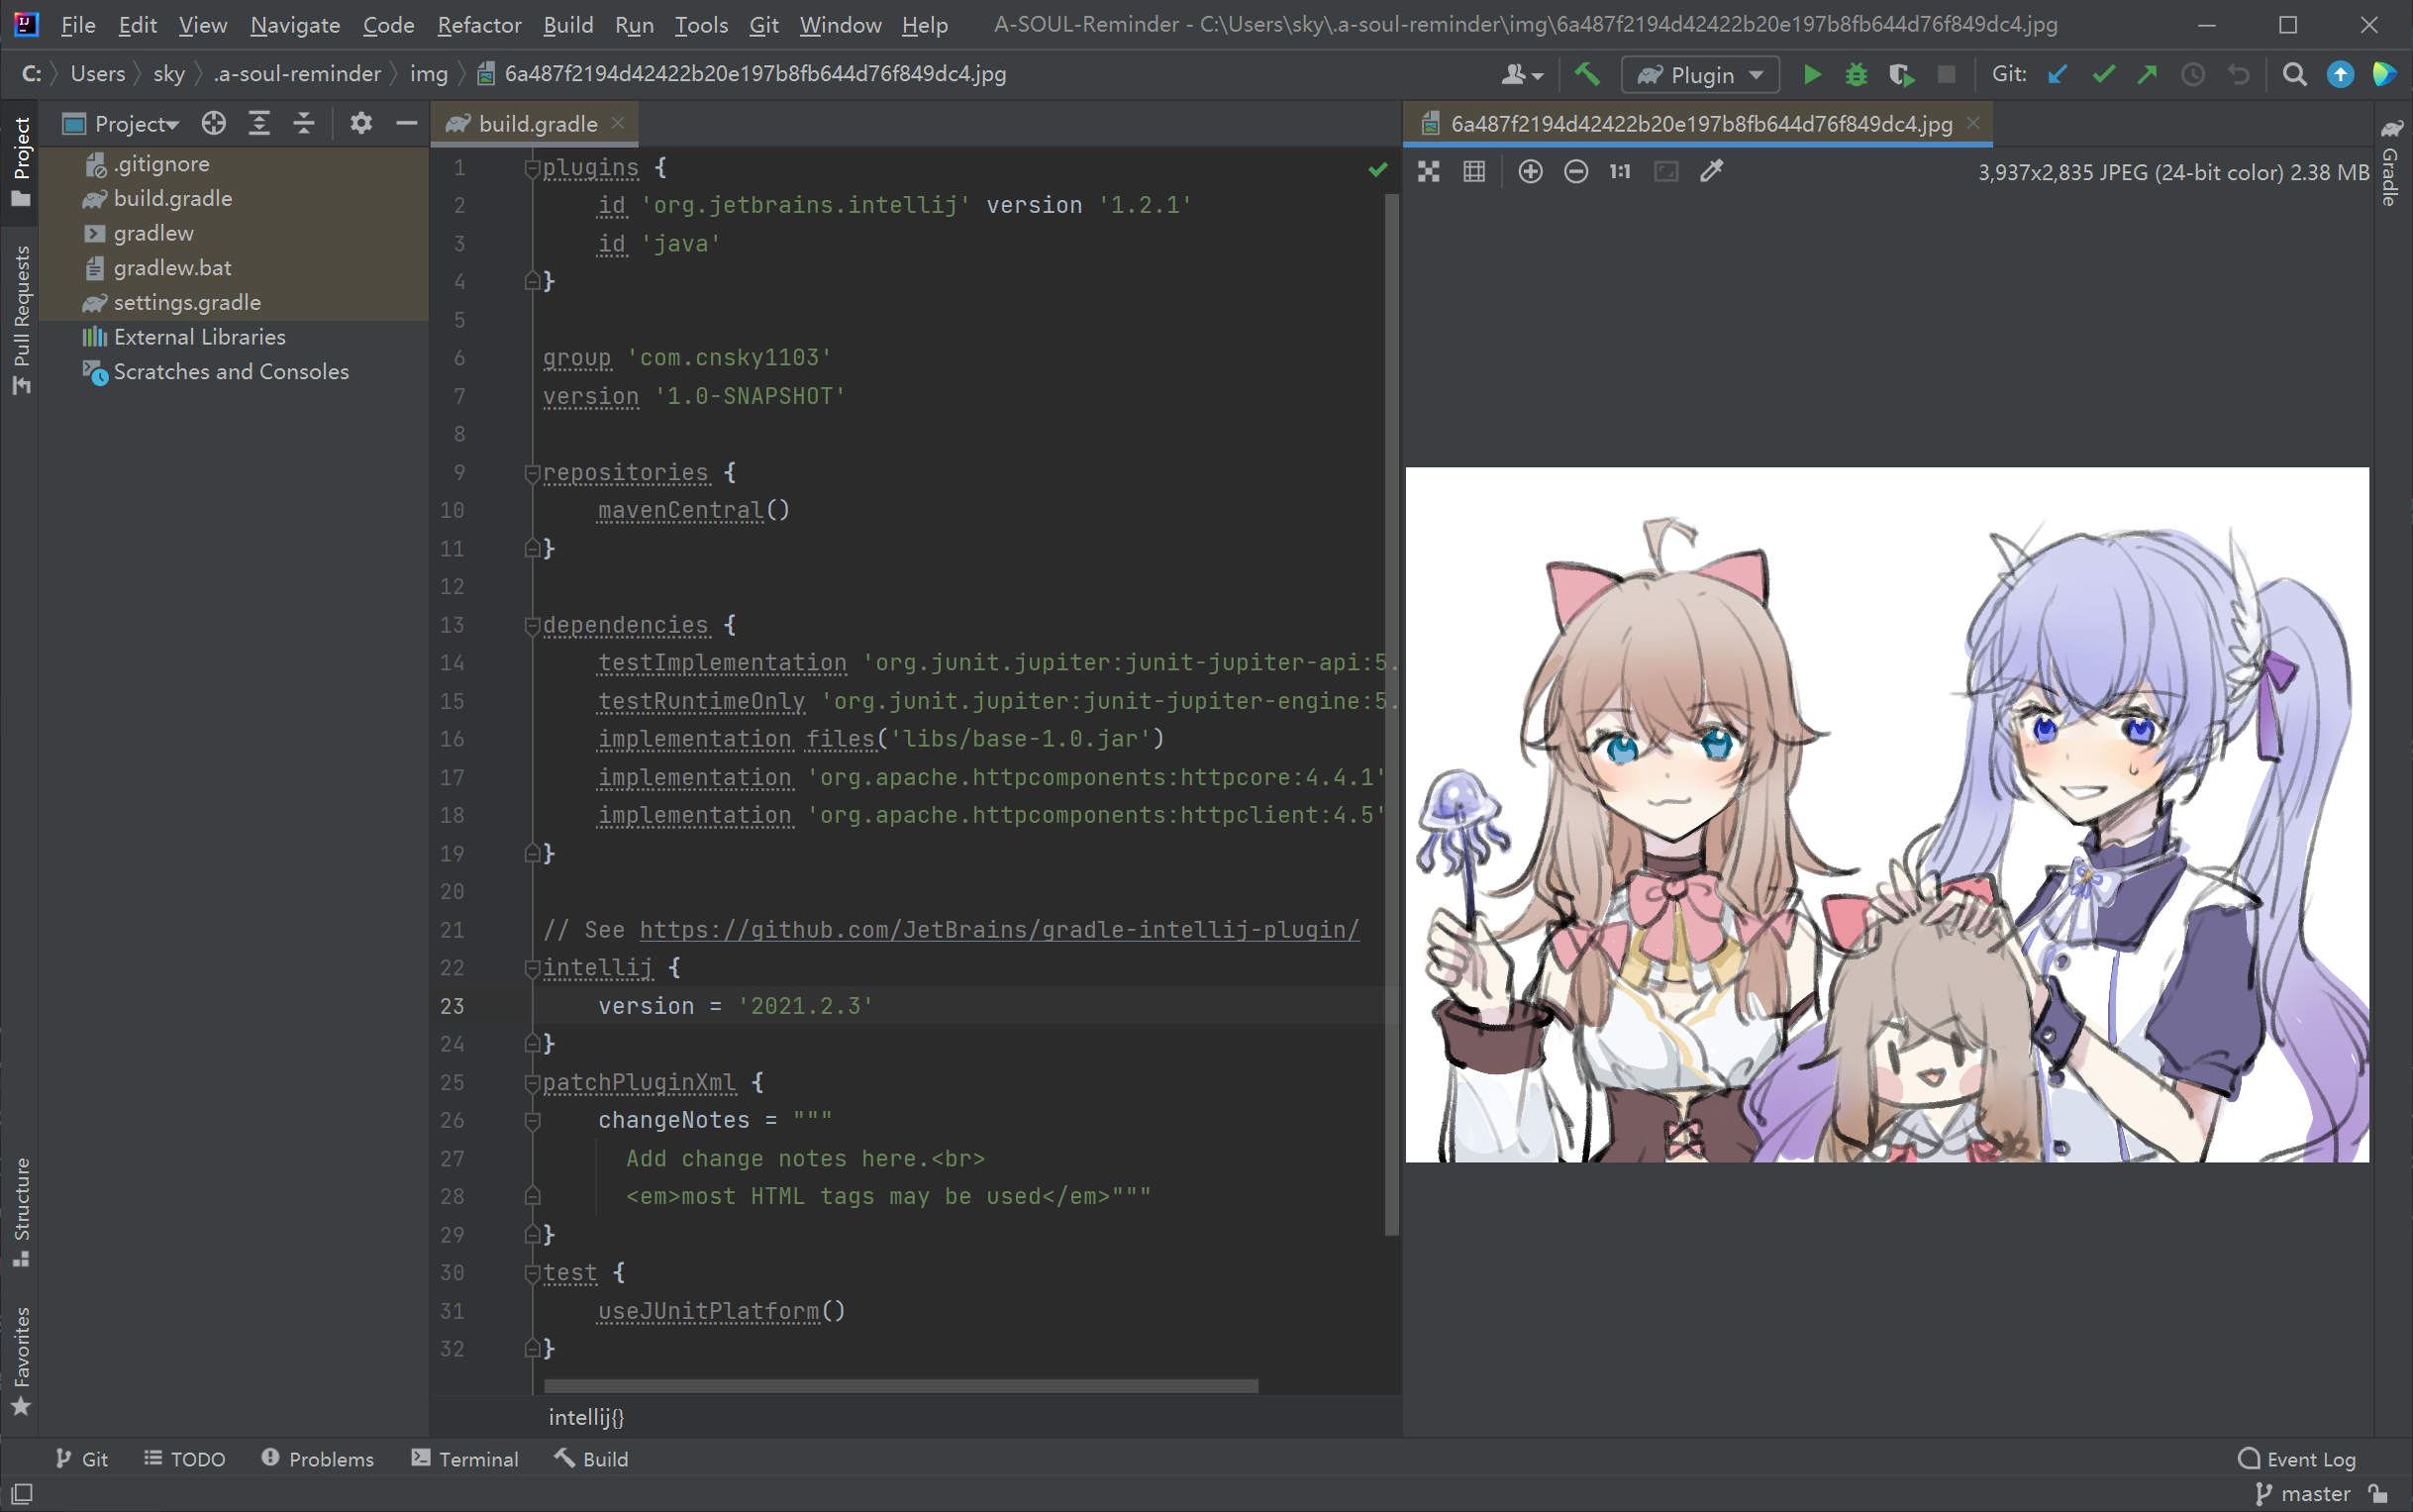 File Edit View Navigate Code Refactor Build Run Tools Git Window Help A-SOUL-Reminder - C:\Users\sky\.a-soul-reminder\img\6a487f2194d42422b20e197b8fb644d76f849dc4.jpg
C: Users sky .a-soul-reminder img 6a487f2194d42422b20e197b8fb644d76f849dc4.jpg Plugin Git:
Project
Pull Requests
Structure
Favorites
Project
.gitignore
build.gradle
gradlew
gradlew.bat
settings.gradle
External Libraries
Scratches and Consoles
build.gradle
1 plugins {
2 id 'org.jetbrains.intellij' version '1.2.1'
3 id 'java'
4 }
5
6 group 'com.cnsky1103'
7 version '1.0-SNAPSHOT'
8
9 repositories {
10 mavenCentral()
11 }
12
13 dependencies {
14 testImplementation 'org.junit.jupiter:junit-jupiter-api:5.
15 testRuntimeOnly 'org.junit.jupiter:junit-jupiter-engine:5.
16 implementation files('libs/base-1.0.jar')
17 implementation 'org.apache.httpcomponents:httpcore:4.4.1'
18 implementation 'org.apache.httpcomponents:httpclient:4.5'
19 }
20
21 // See https://github.com/JetBrains/gradle-intellij-plugin/
22 intellij {
23 version = '2021.2.3'
24 }
25 patchPluginXml {
26 changeNotes = """
27 Add change notes here.<br>
28 <em>most HTML tags may be used</em>"""
29 }
30 test {
31 useJUnitPlatform()
32 }
intellij{}
6a487f2194d42422b20e197b8fb644d76f849dc4.jpg
1:1 3,937x2,835 JPEG (24-bit color) 2.38 MB
Gradle
Git TODO Problems Terminal Build Event Log
master